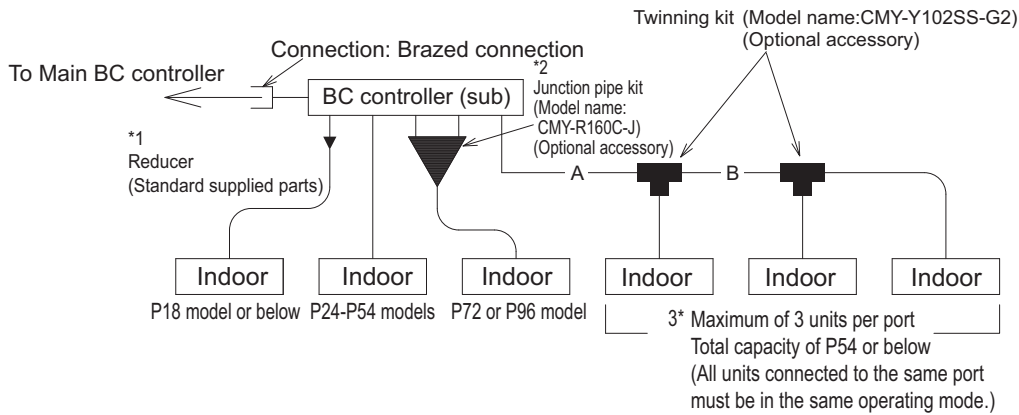 Twinning kit (Model name:CMY-Y102SS-G2)
(Optional accessory)
Connection: Brazed connection
To Main BC controller
BC controller (sub)
*2
Junction pipe kit
(Model name:
CMY-R160C-J)
(Optional accessory)
*1
Reducer
(Standard supplied parts)
A
B
Indoor
Indoor
Indoor
Indoor
Indoor
Indoor
P18 model or below
P24-P54 models
P72 or P96 model
3* Maximum of 3 units per port
Total capacity of P54 or below
(All units connected to the same port
must be in the same operating mode.)